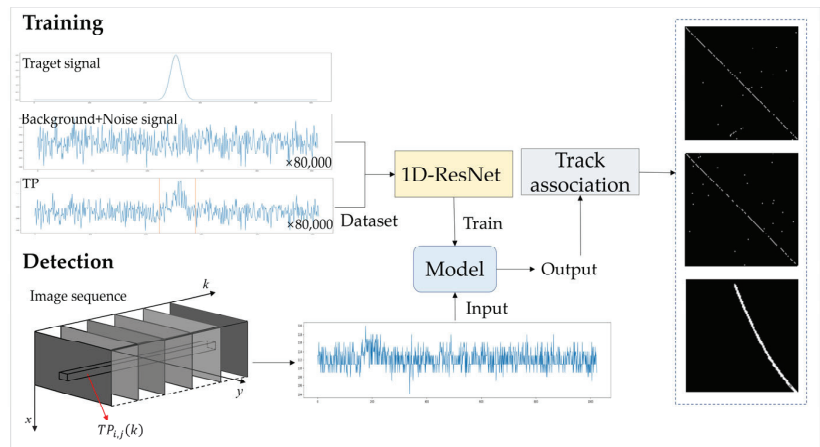 Training
Traget signal
Background+Noise signal
×80,000
TP
×80,000
Dataset
1D-ResNet
Track
association
Train
Model
Output
Input
Detection
Image sequence
k
y
x
TP_{i,j}(k)